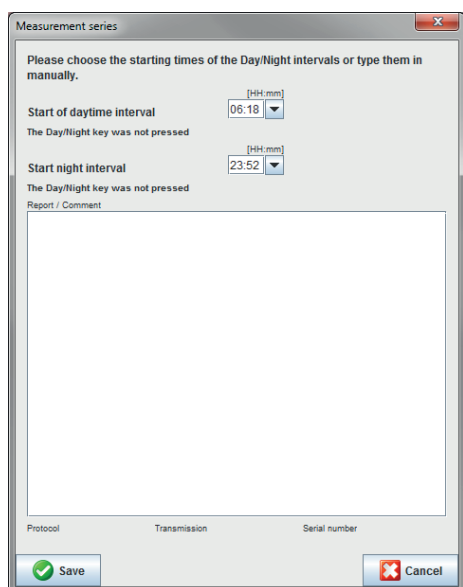 Measurement series
Please choose the starting times of the Day/Night intervals or type them in
manually.
[HH:mm]
Start of daytime interval 06:18
The Day/Night key was not pressed
[HH:mm]
Start night interval 23:52
The Day/Night key was not pressed
Report / Comment
Protocol Transmission Serial number
Save Cancel